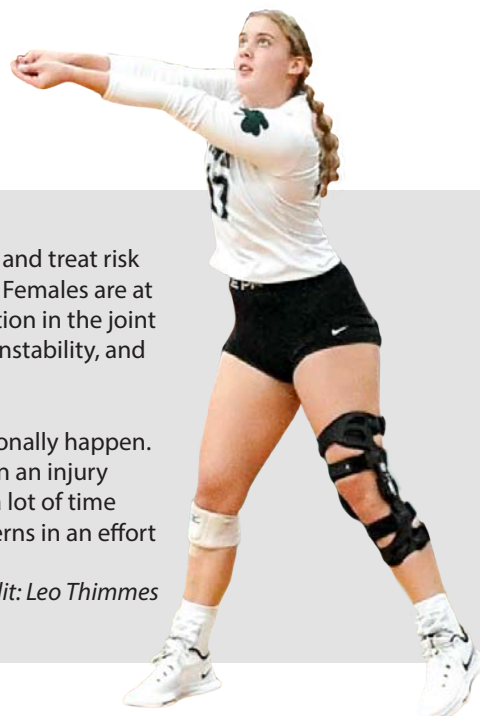 and treat risk
Females are at
tion in the joint
nstability, and
onally happen.
n an injury
lot of time
erns in an effort
lit: Leo Thimmes